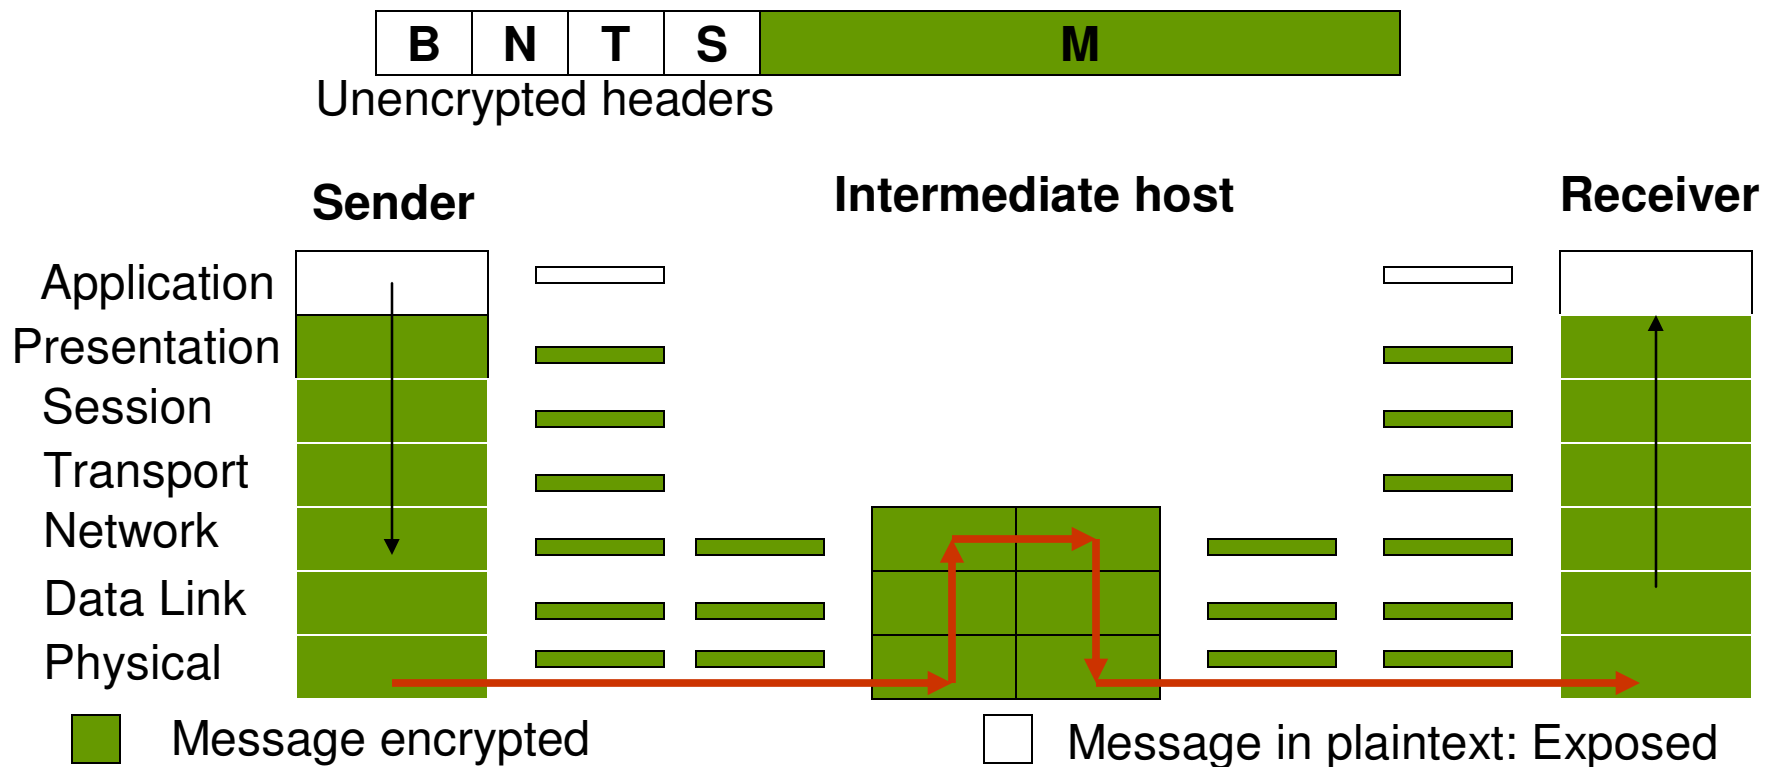 B N T S M
Unencrypted headers
Sender Intermediate host Receiver
Application
Presentation
Session
Transport
Network
Data Link
Physical
Message encrypted Message in plaintext: Exposed